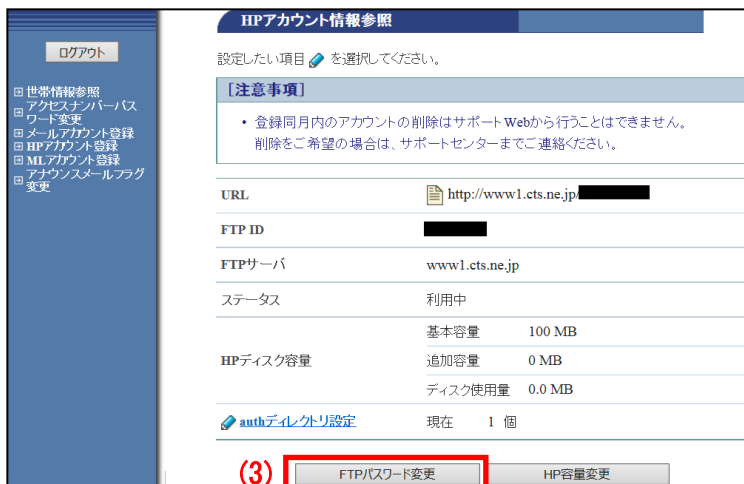 HPアカウント情報参照
ログアウト
設定したい項目 を選択してください。
世帯情報参照
アクセスナンバーパス
ワード変更
メールアカウント登録
HPアカウント登録
MLアカウント登録
アナウンスメールフラグ
変更
[注意事項]
• 登録同月内のアカウントの削除はサポートWebから行うことはできません。
削除をご希望の場合は、サポートセンターまでご連絡ください。
URL http://www1.cts.ne.jp/
FTP ID
FTPサーバ www1.cts.ne.jp
ステータス 利用中
HPディスク容量 基本容量 100 MB
追加容量 0 MB
ディスク使用量 0.0 MB
authディレクトリ設定 現在 1 個
(3) FTPパスワード変更 HP容量変更